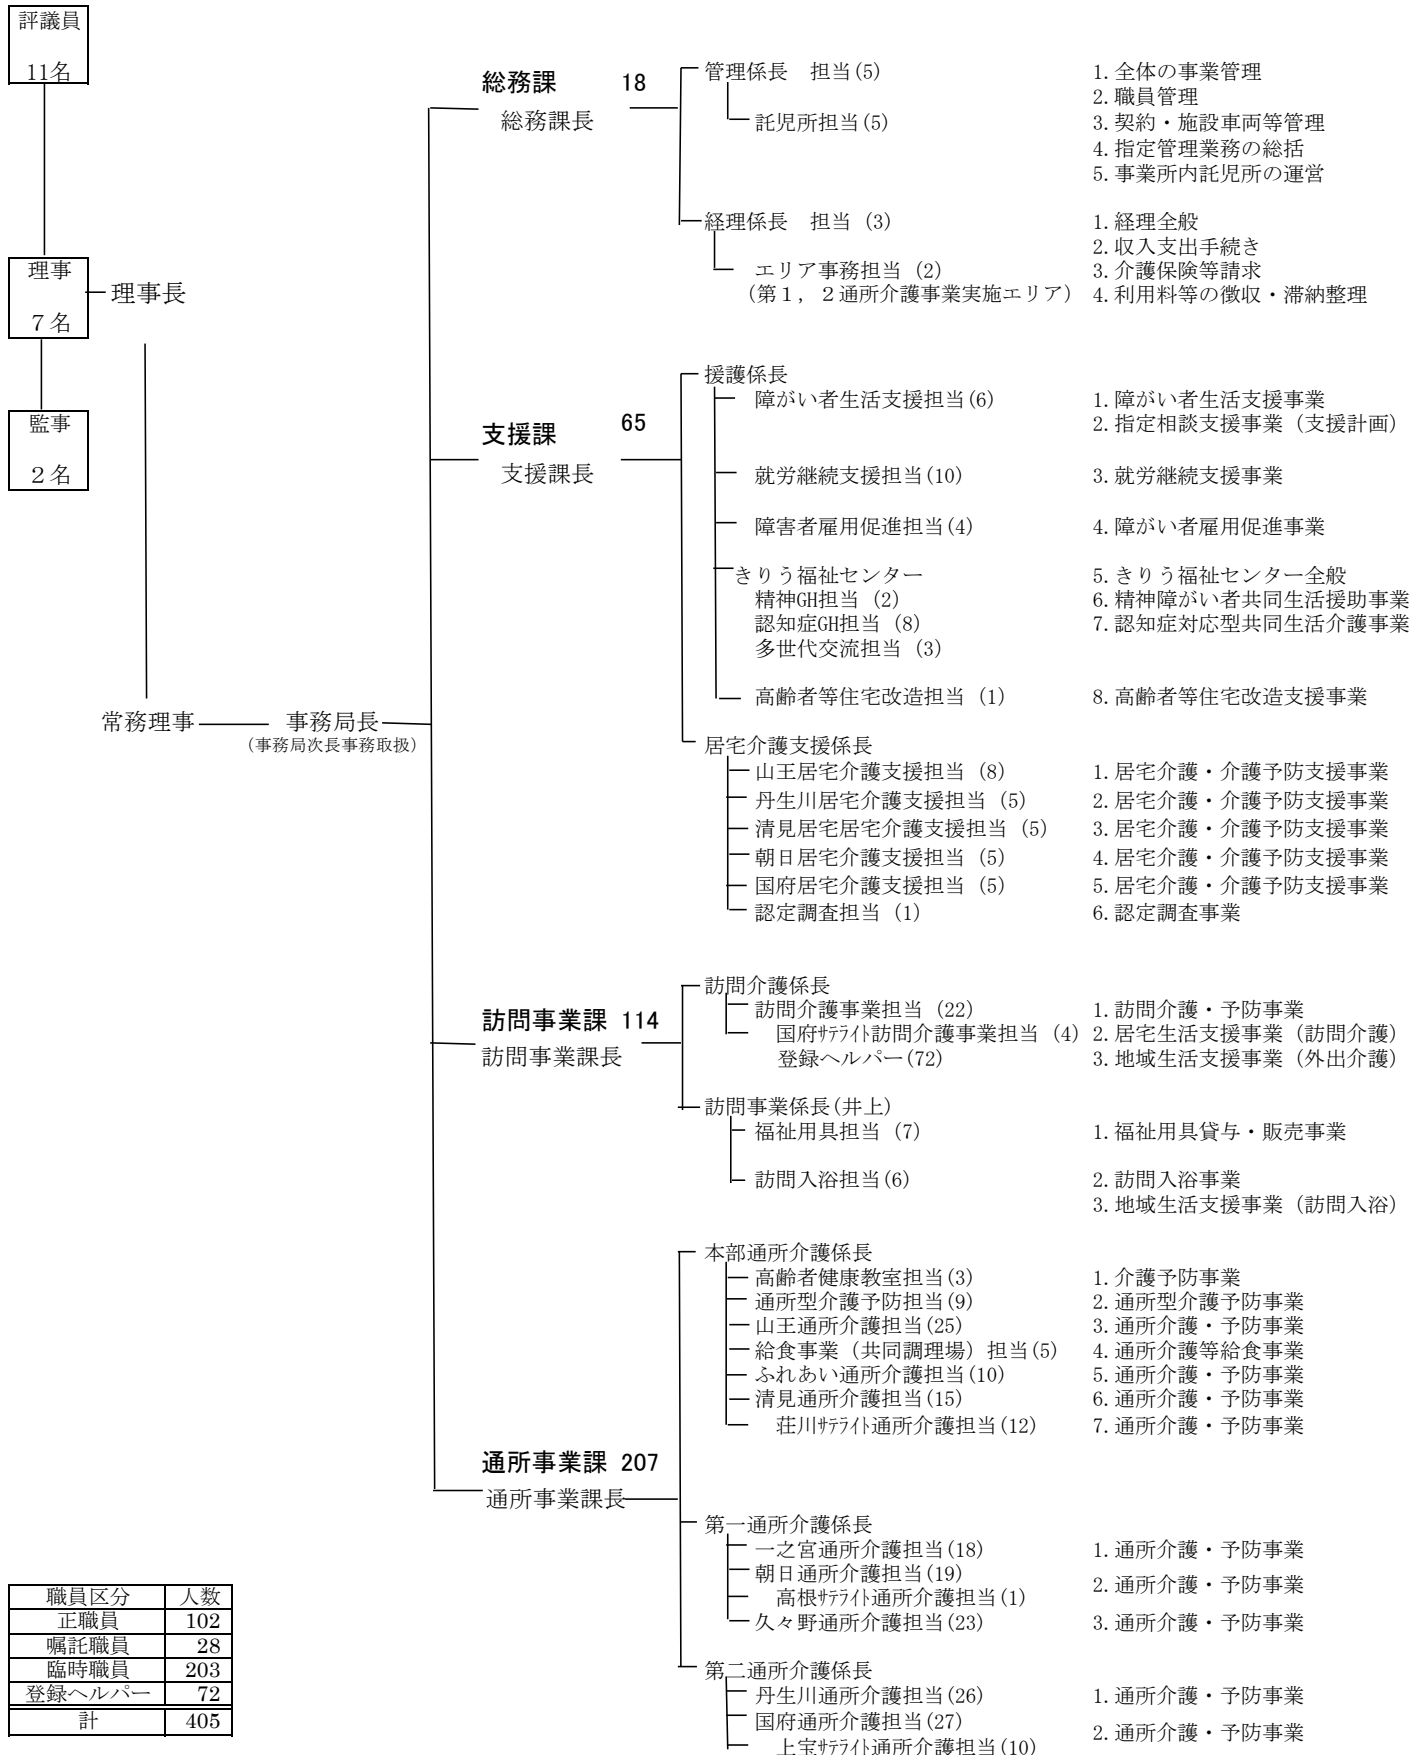 評議員
11名
理事
７名
理事長
監事
２名
常務理事
事務局長
(事務局次長事務取扱)
総務課 18
総務課長
管理係長 担当(5)
託児所担当(5)
1. 全体の事業管理
2. 職員管理
3. 契約・施設車両等管理
4. 指定管理業務の総括
5. 事業所内託児所の運営
経理係長 担当 (3)
エリア事務担当 (2)
(第１，２通所介護事業実施エリア)
1. 経理全般
2. 収入支出手続き
3. 介護保険等請求
4. 利用料等の徴収・滞納整理
支援課 65
支援課長
援護係長
障がい者生活支援担当(6)
1. 障がい者生活支援事業
2. 指定相談支援事業 (支援計画)
就労継続支援担当(10)
3. 就労継続支援事業
障害者雇用促進担当(4)
4. 障がい者雇用促進事業
きりう福祉センター
5. きりう福祉センター全般
精神GH担当 (2)
6. 精神障がい者共同生活援助事業
認知症GH担当 (8)
7. 認知症対応型共同生活介護事業
多世代交流担当 (3)
高齢者等住宅改造担当 (1)
8. 高齢者等住宅改造支援事業
居宅介護支援係長
山王居宅介護支援担当 (8)
1. 居宅介護・介護予防支援事業
丹生川居宅介護支援担当 (5)
2. 居宅介護・介護予防支援事業
清見居宅居宅介護支援担当 (5)
3. 居宅介護・介護予防支援事業
朝日居宅介護支援担当 (5)
4. 居宅介護・介護予防支援事業
国府居宅介護支援担当 (5)
5. 居宅介護・介護予防支援事業
認定調査担当 (1)
6. 認定調査事業
訪問事業課 114
訪問事業課長
訪問介護係長
訪問介護事業担当 (22)
1. 訪問介護・予防事業
国府ｻﾃﾗｲﾄ訪問介護事業担当 (4)
2. 居宅生活支援事業 (訪問介護)
登録ヘルパー(72)
3. 地域生活支援事業 (外出介護)
訪問事業係長(井上)
福祉用具担当 (7)
1. 福祉用具貸与・販売事業
訪問入浴担当(6)
2. 訪問入浴事業
3. 地域生活支援事業 (訪問入浴)
通所事業課 207
通所事業課長
本部通所介護係長
高齢者健康教室担当(3)
1. 介護予防事業
通所型介護予防担当(9)
2. 通所型介護予防事業
山王通所介護担当(25)
3. 通所介護・予防事業
給食事業 (共同調理場) 担当(5)
4. 通所介護等給食事業
ふれあい通所介護担当(10)
5. 通所介護・予防事業
清見通所介護担当(15)
6. 通所介護・予防事業
荘川ｻﾃﾗｲﾄ通所介護担当(12)
7. 通所介護・予防事業
第一通所介護係長
一之宮通所介護担当(18)
1. 通所介護・予防事業
朝日通所介護担当(19)
2. 通所介護・予防事業
高根ｻﾃﾗｲﾄ通所介護担当(1)
久々野通所介護担当(23)
3. 通所介護・予防事業
第二通所介護係長
丹生川通所介護担当(26)
1. 通所介護・予防事業
国府通所介護担当(27)
2. 通所介護・予防事業
上宝ｻﾃﾗｲﾄ通所介護担当(10)
職員区分 人数
正職員 102
嘱託職員 28
臨時職員 203
登録ヘルパー 72
計 405